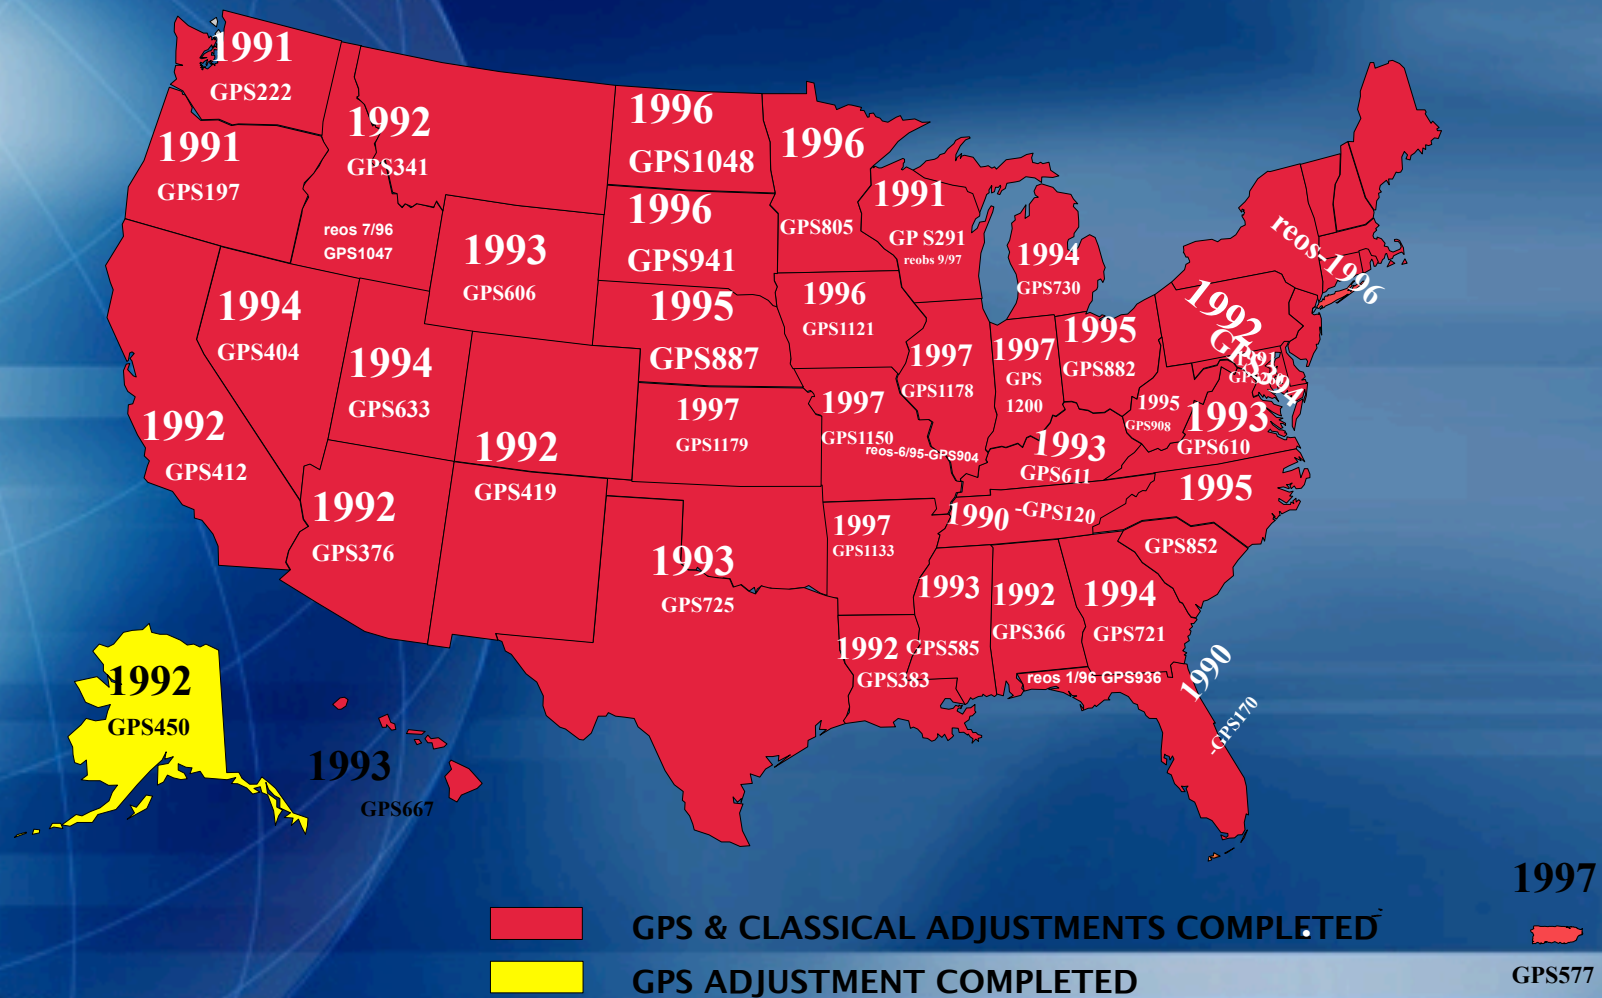 1991
GPS222
1991
GPS197
1992
GPS341
reos 7/96
GPS1047
1996
GPS1048
1996
GPS805
1996
GPS941
1991
GP S291
reobs 9/97
1994
GPS730
1993
GPS606
1994
GPS404
1994
GPS633
1995
GPS887
1996
GPS1121
1997
GPS1178
1997
GPS
1200
1995
GPS882
reos-1996
1992
GPS394
1991
1995
GPS908
1993
GPS610
1992
GPS412
1992
GPS419
1997
GPS1179
1997
GPS1150
reos-6/95-GPS904
1993
GPS611
1992
GPS376
1993
GPS725
1997
GPS1133
1990 -GPS120
1995
GPS852
1993
GPS585
1992
GPS366
1994
GPS721
1992
GPS383
reos 1/96 GPS936
1990
-GPS170
1992
GPS450
1993
GPS667
1997
GPS577
GPS & CLASSICAL ADJUSTMENTS COMPLETED
GPS ADJUSTMENT COMPLETED